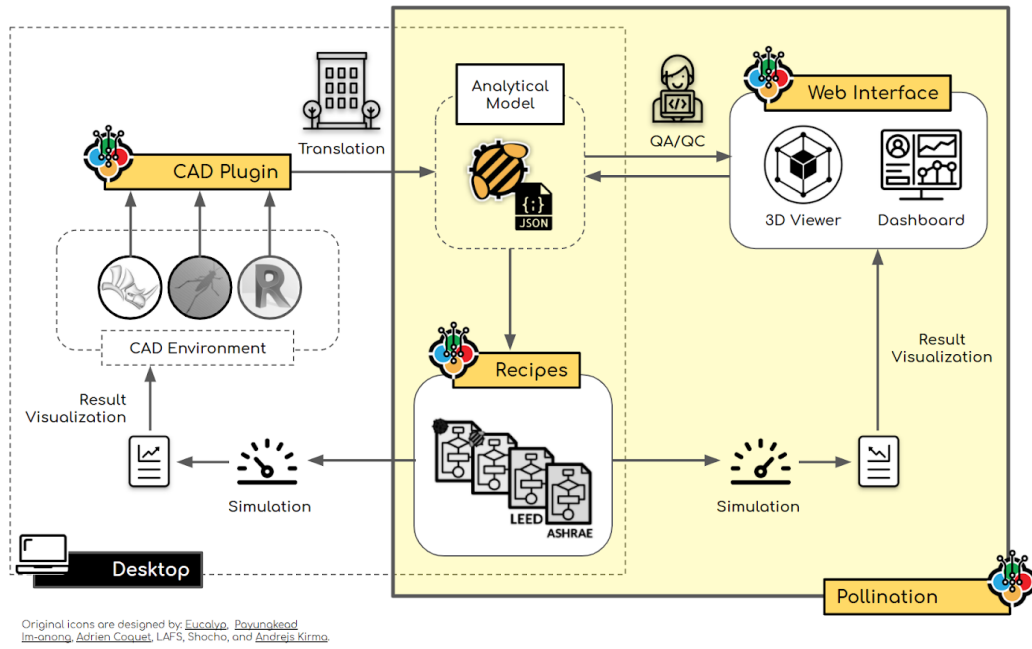 Analytical
Model
Translation
QA/QC
Web Interface
CAD Plugin
{;}
JSON
</>
3D Viewer
Dashboard
R
CAD Environment
Result
Visualization
Recipes
Result
Visualization
Simulation
LEED
ASHRAE
Simulation
Desktop
Pollination
Original icons are designed by: Eucalyp, Payungkead
Im-anong, Adrien Coquet, LAFS, Shocho, and Andrejs Kirma.